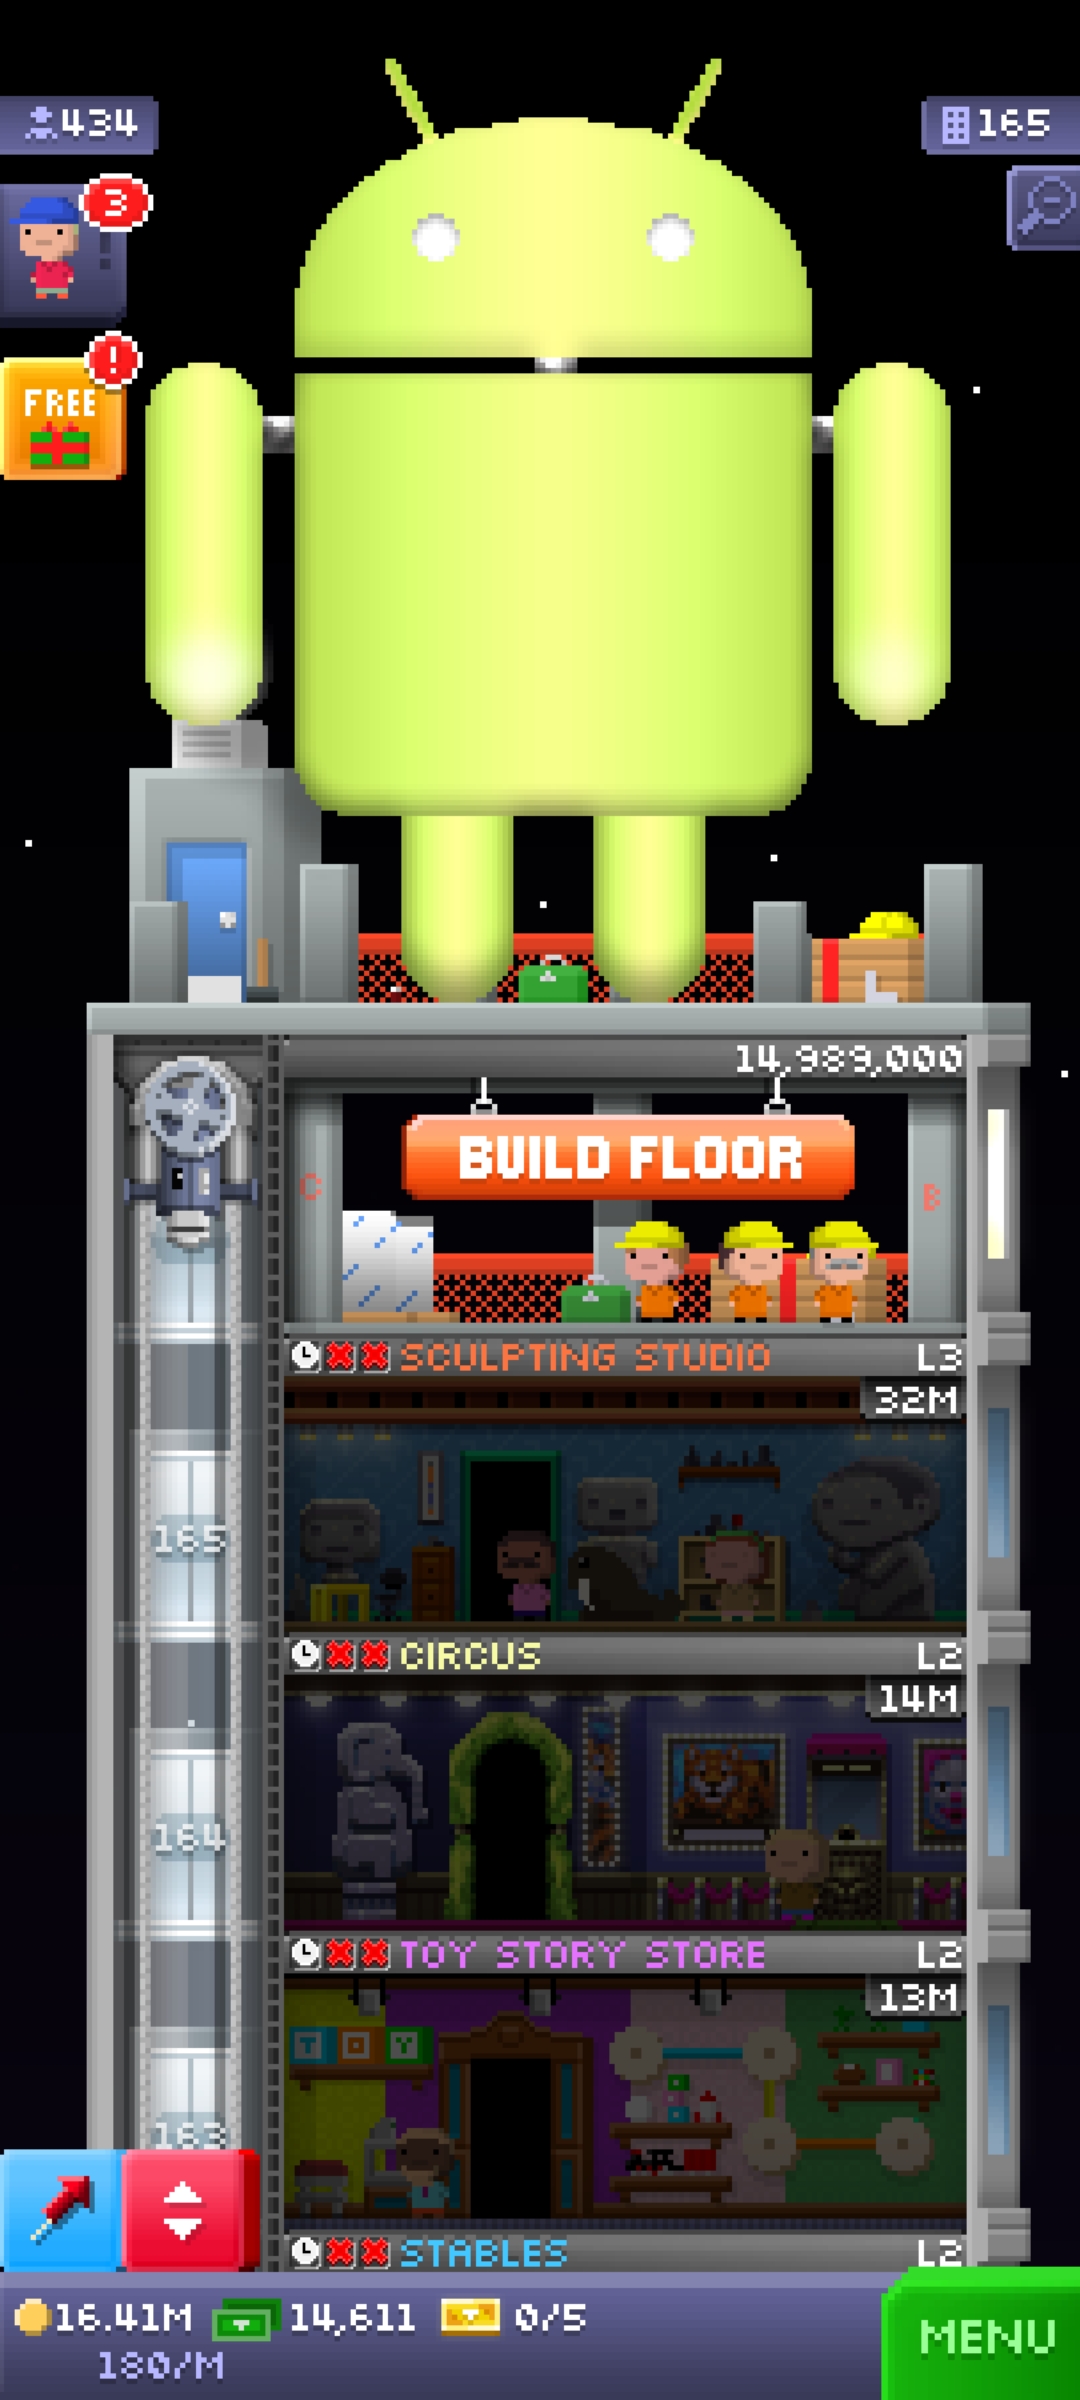 434
165
3
!
FREE
14,989,000
BUILD FLOOR
C
B
SCULPTING STUDIO L3
32M
165
CIRCUS L2
14M
164
TOY STORY STORE L2
13M
TOY
163
STABLES L2
16.41M 14,611 0/5
180/M
MENU